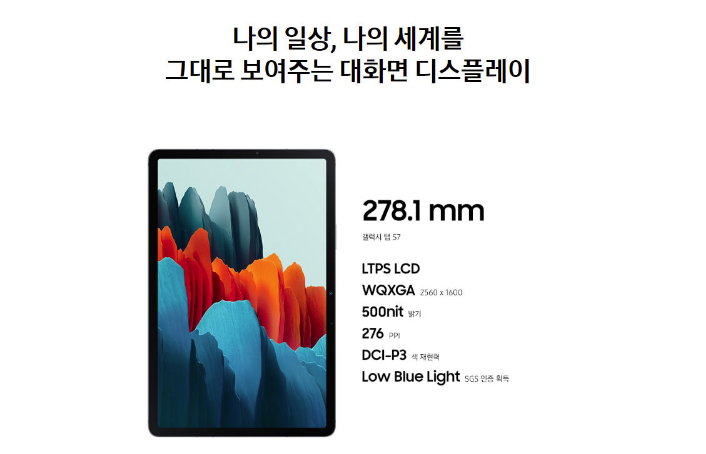 나의 일상, 나의 세계를
그대로 보여주는 대화면 디스플레이
278.1 mm
갤럭시 탭 S7
LTPS LCD
WQXGA 2560 x 1600
500nit 밝기
276 PPI
DCI-P3 색 재현력
Low Blue Light SGS 인증 획득